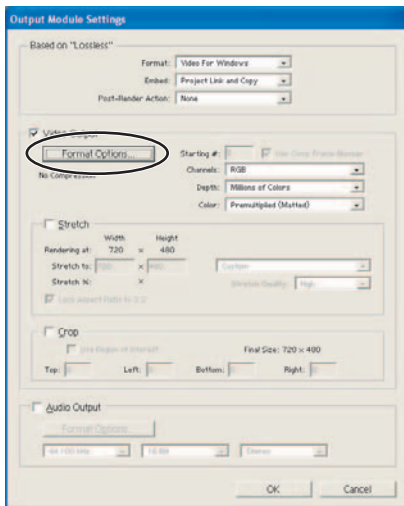 Output Module Settings
Based on "Lossless"
Format: Video For Windows
Embed: Project Link and Copy
Post-Render Action: None
Video Output
Format Options...
Starting #:
Use Comp Frame Number
No Compression
Channels: RGB
Depth: Millions of Colors
Color: Premultiplied (Matted)
Stretch
Width Height
Rendering at: 720 × 480
Stretch to: × 480 Custom
Stretch %: × Stretch Quality: High
Lock Aspect Ratio to 3:2
Crop
Use Region of Interest Final Size: 720 × 480
Top: Left: Bottom: Right:
Audio Output
Format Options...
44.100 kHz 16 Bit Stereo
OK Cancel